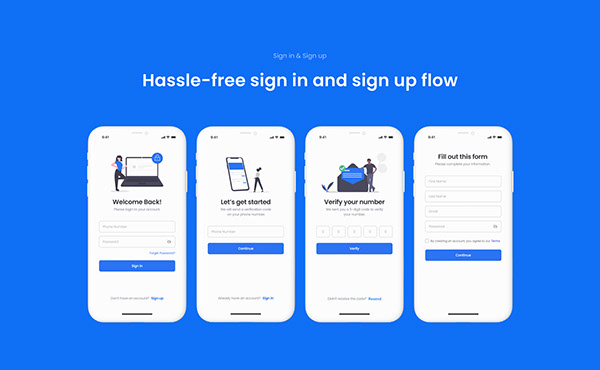 Sign in & Sign up
Hassle-free sign in and sign up flow
9:41
Welcome Back!
Please login to your account
Phone Number
Password
Forgot Password?
Sign in
Don't have an account? Sign up
9:41
Let's get started
We will send a verification code
on your phone number.
Phone Number
Continue
Already have an account? Sign in
9:41
Verify your number
We sent you a 5 digit code to verify
your number.
Verify
Didn't receive the code? Resend
9:41
Fill out this form
Please complete your information
First Name
Last Name
Email
Password
By creating an account, you agree to our Terms
Continue